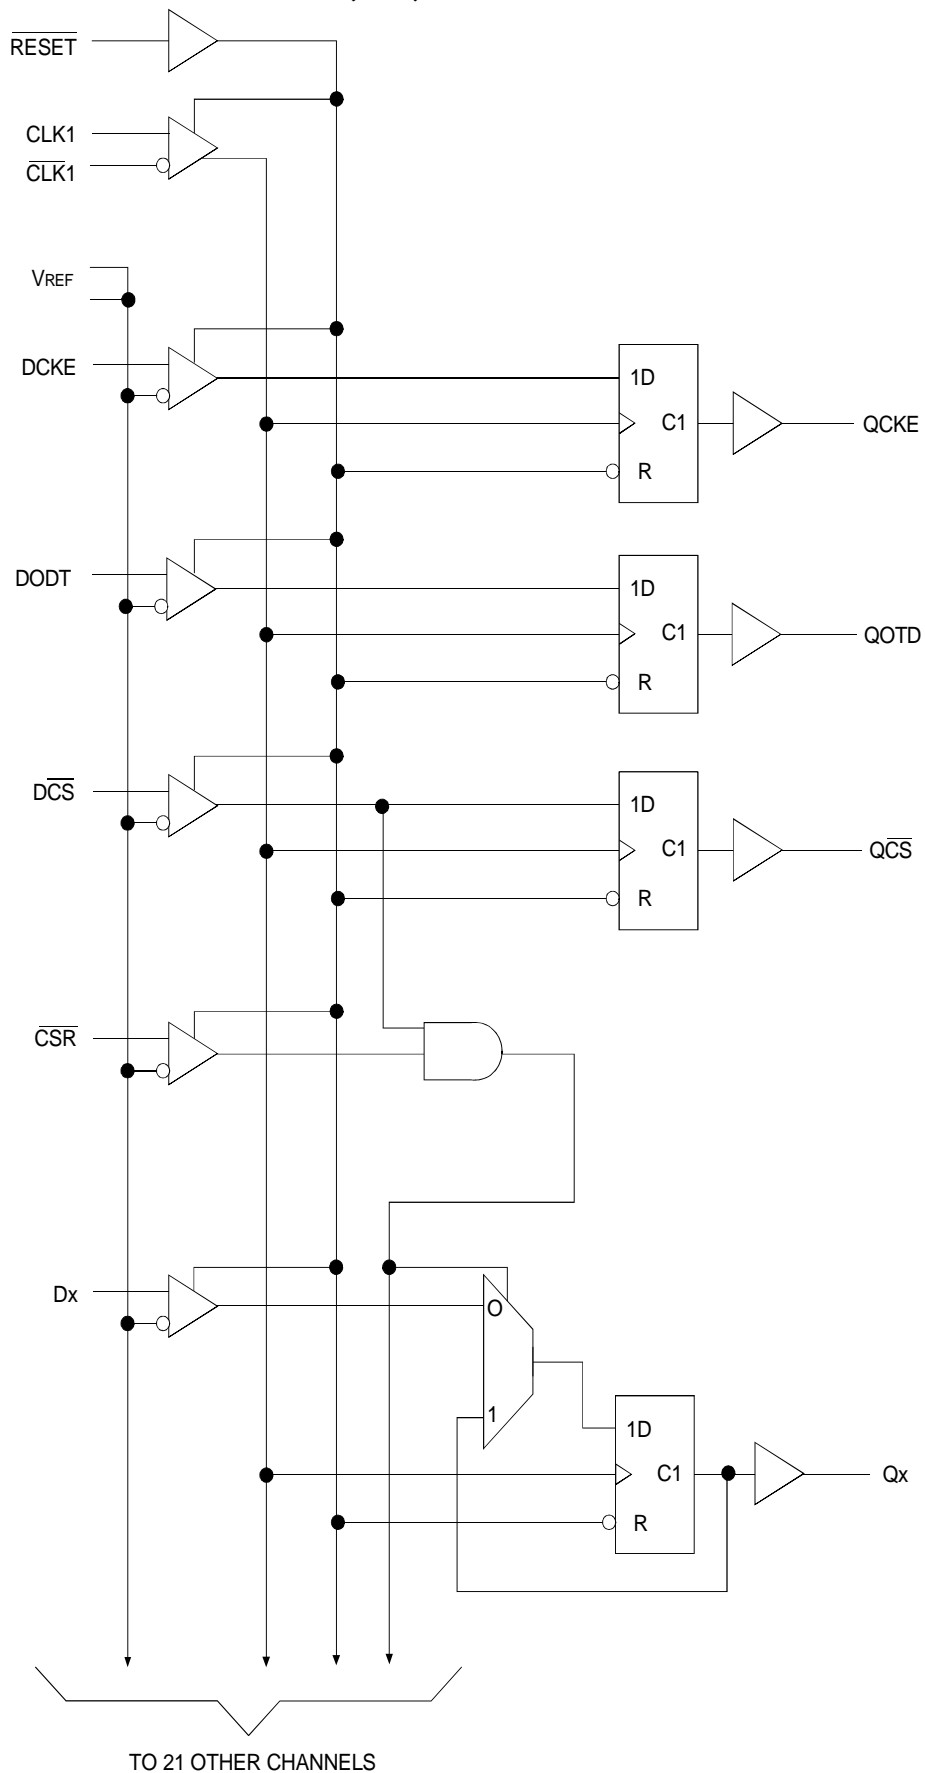 RESET
CLK1
CLK1
VREF
DCKE
1D
C1
QCKE
R
DODT
1D
C1
QOTD
R
DCS
1D
C1
QCS
R
CSR
Dx
O
1
1D
C1
Qx
R
TO 21 OTHER CHANNELS